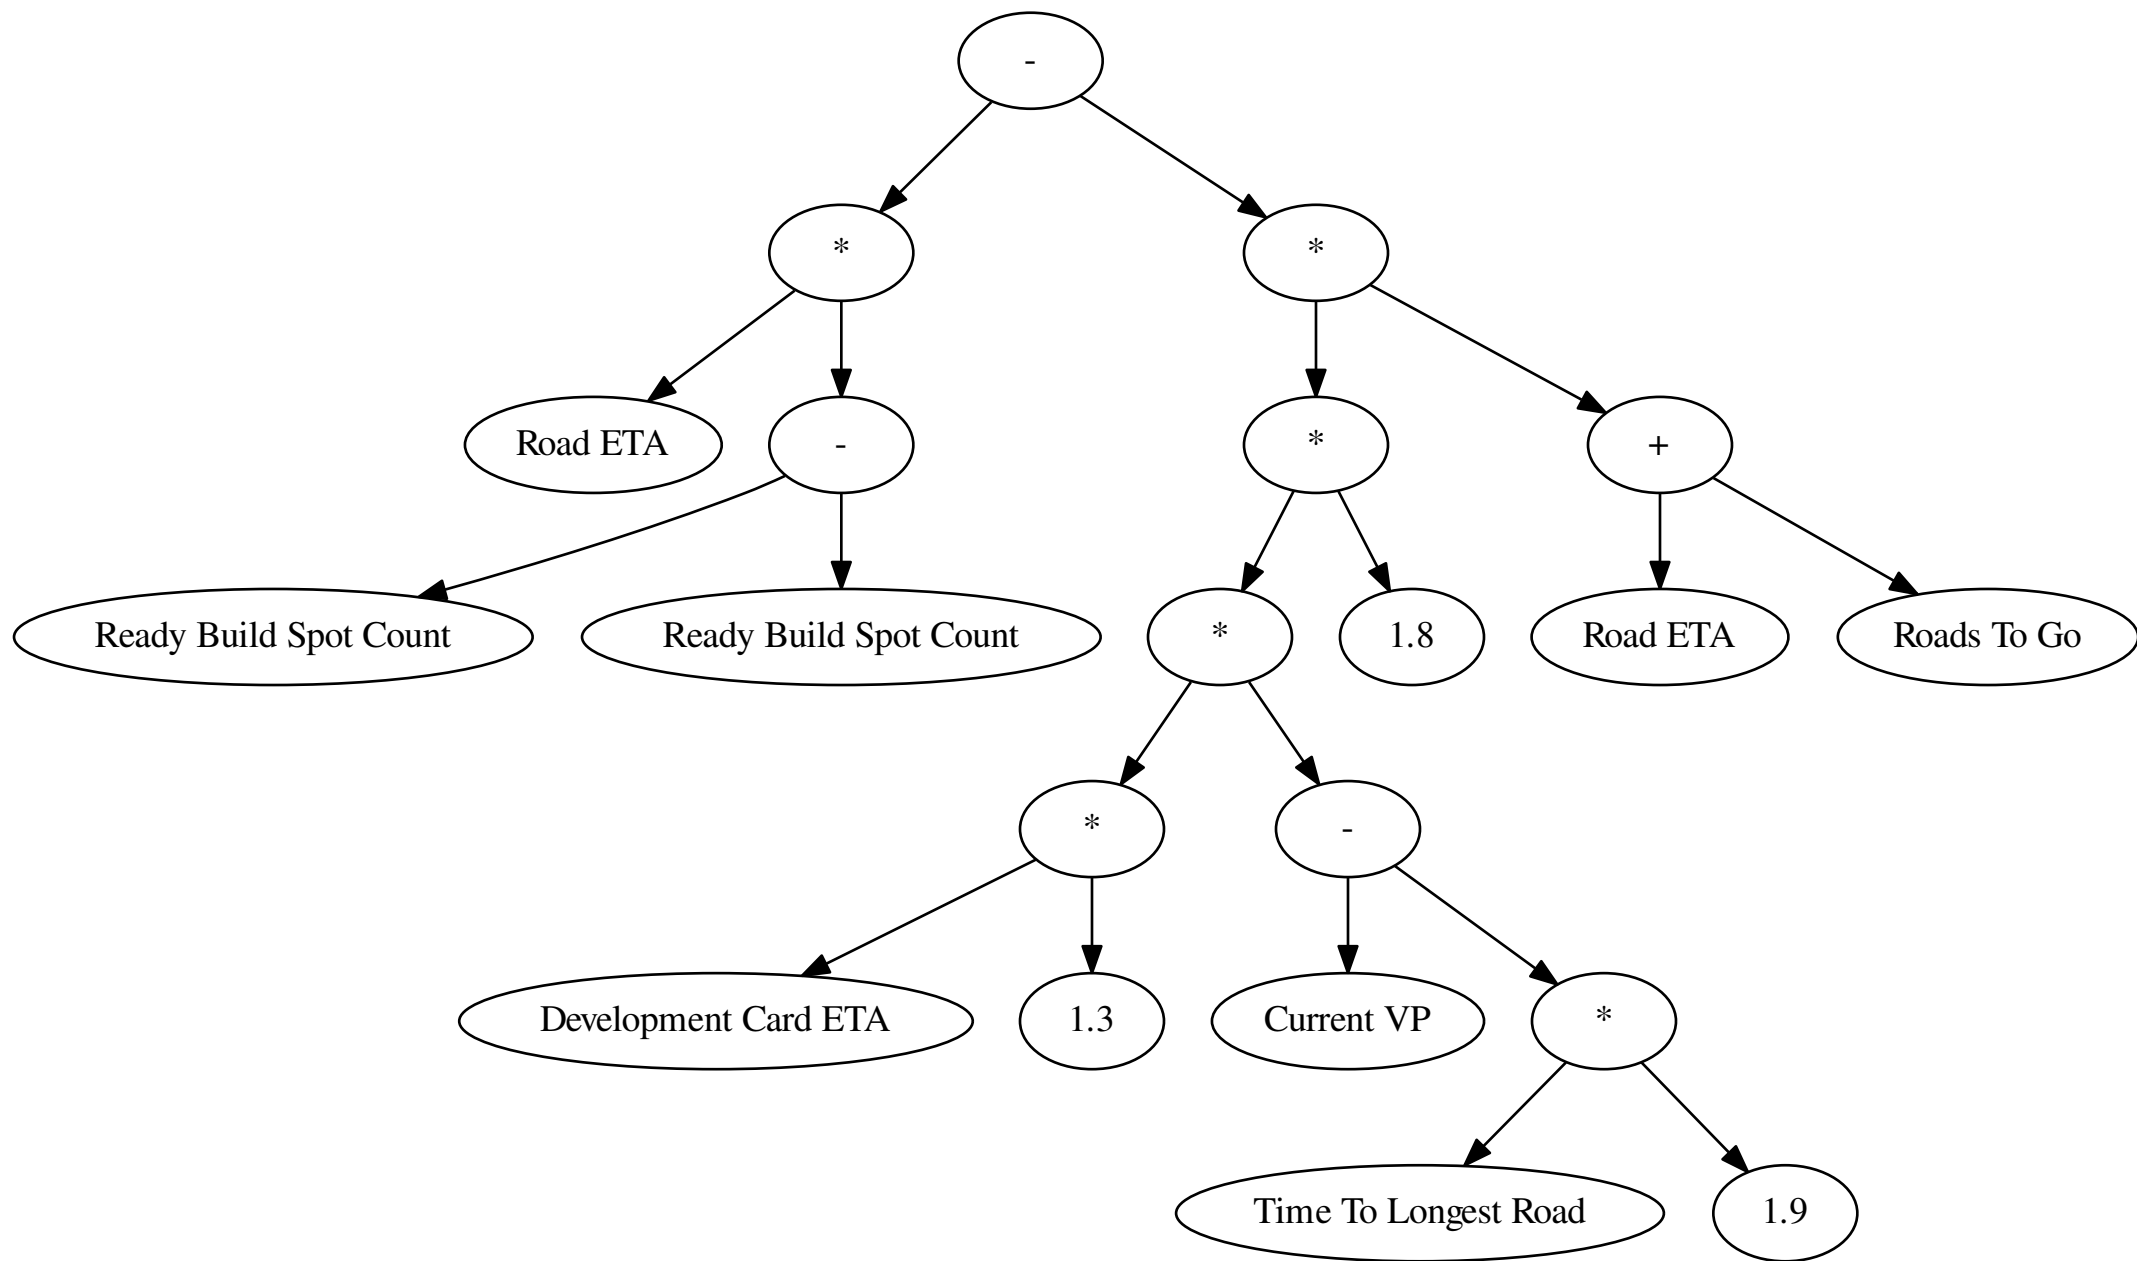 -
*
*
Road ETA
-
*
+
Ready Build Spot Count
Ready Build Spot Count
*
1.8
Road ETA
Roads To Go
*
-
Development Card ETA
1.3
Current VP
*
Time To Longest Road
1.9